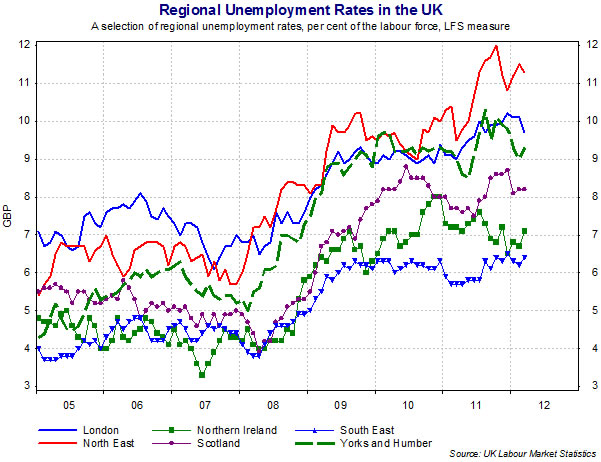 Regional Unemployment Rates in the UK
A selection of regional unemployment rates, per cent of the labour force, LFS measure
12 12
11 11
10 10
9 9
8 8
GBP
7 7
6 6
5 5
4 4
3 3
05 06 07 08 09 10 11 12
London Northern Ireland South East
North East Scotland Yorks and Humber
Source: UK Labour Market Statistics